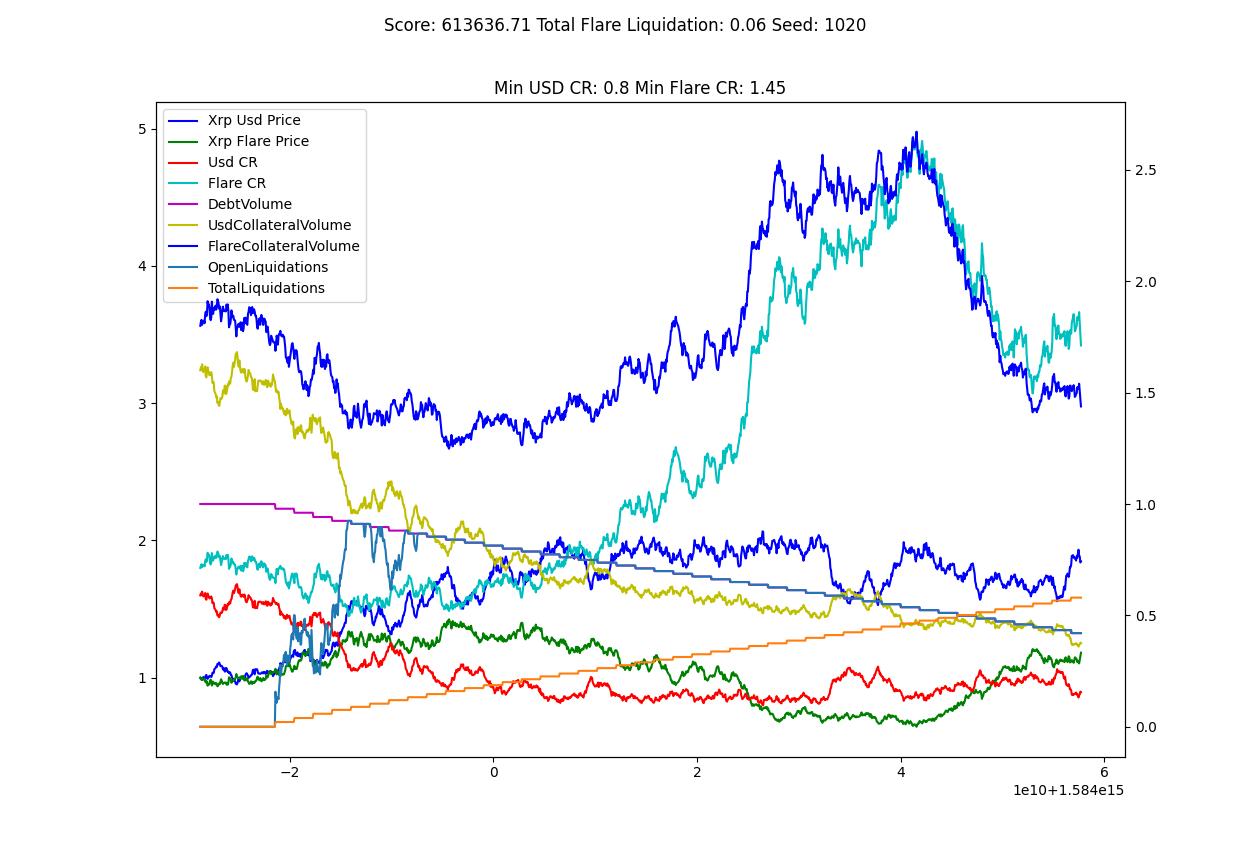 Score: 613636.71 Total Flare Liquidation: 0.06 Seed: 1020
Min USD CR: 0.8 Min Flare CR: 1.45
Xrp Usd Price
Xrp Flare Price
Usd CR
Flare CR
DebtVolume
UsdCollateralVolume
FlareCollateralVolume
OpenLiquidations
TotalLiquidations
5
4
3
2
1
2.5
2.0
1.5
1.0
0.5
0.0
−2
0
2
4
6
1e10+1.584e15